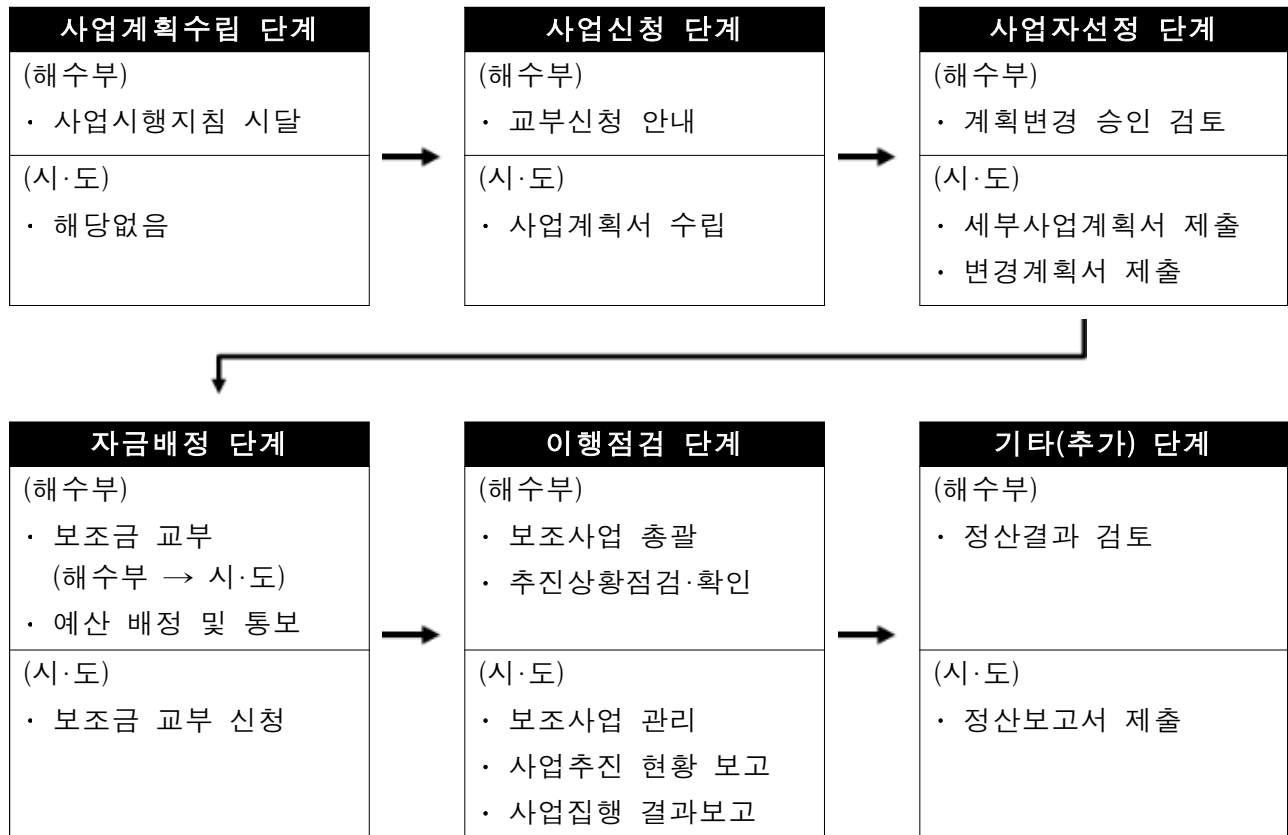 사업계획수립 단계
(해수부)
· 사업시행지침 시달
(시·도)
· 해당없음
사업신청 단계
(해수부)
· 교부신청 안내
(시·도)
· 사업계획서 수립
사업자선정 단계
(해수부)
· 계획변경 승인 검토
(시·도)
· 세부사업계획서 제출
· 변경계획서 제출
자금배정 단계
(해수부)
· 보조금 교부
(해수부 → 시·도)
· 예산 배정 및 통보
(시·도)
· 보조금 교부 신청
이행점검 단계
(해수부)
· 보조사업 총괄
· 추진상황점검·확인
(시·도)
· 보조사업 관리
· 사업추진 현황 보고
· 사업집행 결과보고
기타(추가) 단계
(해수부)
· 정산결과 검토
(시·도)
· 정산보고서 제출